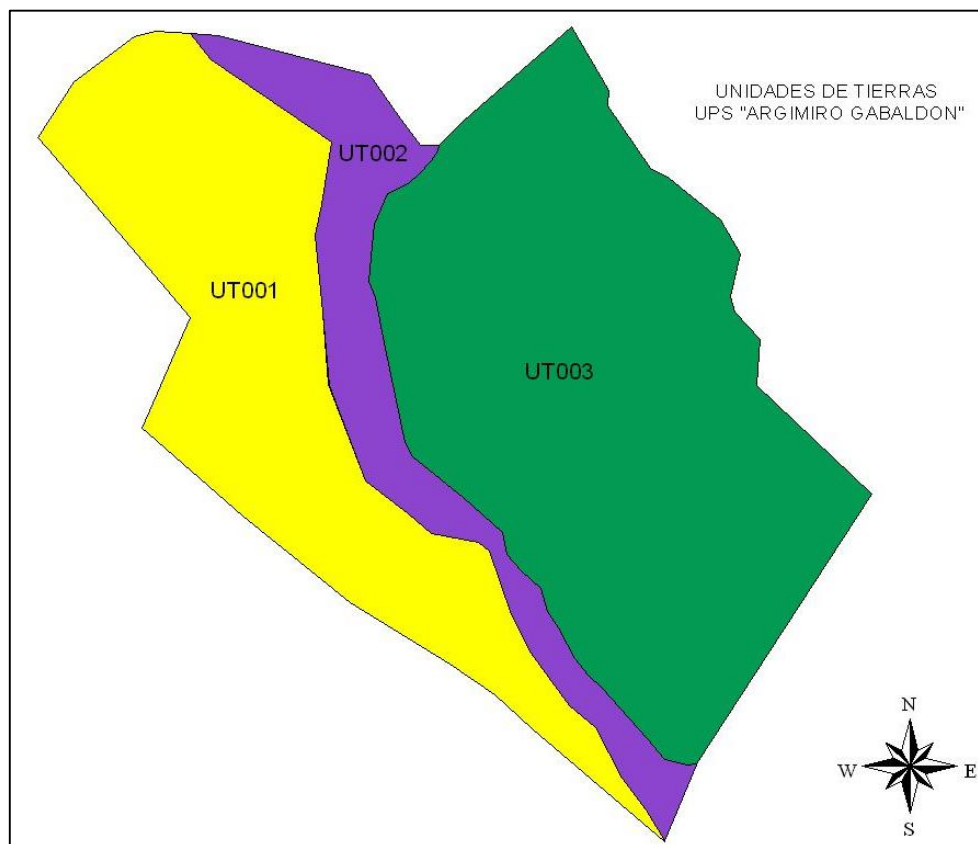 UNIDADES DE TIERRAS
UPS "ARGIMIRO GABALDON"
UT002
UT001
UT003
N
W E
S